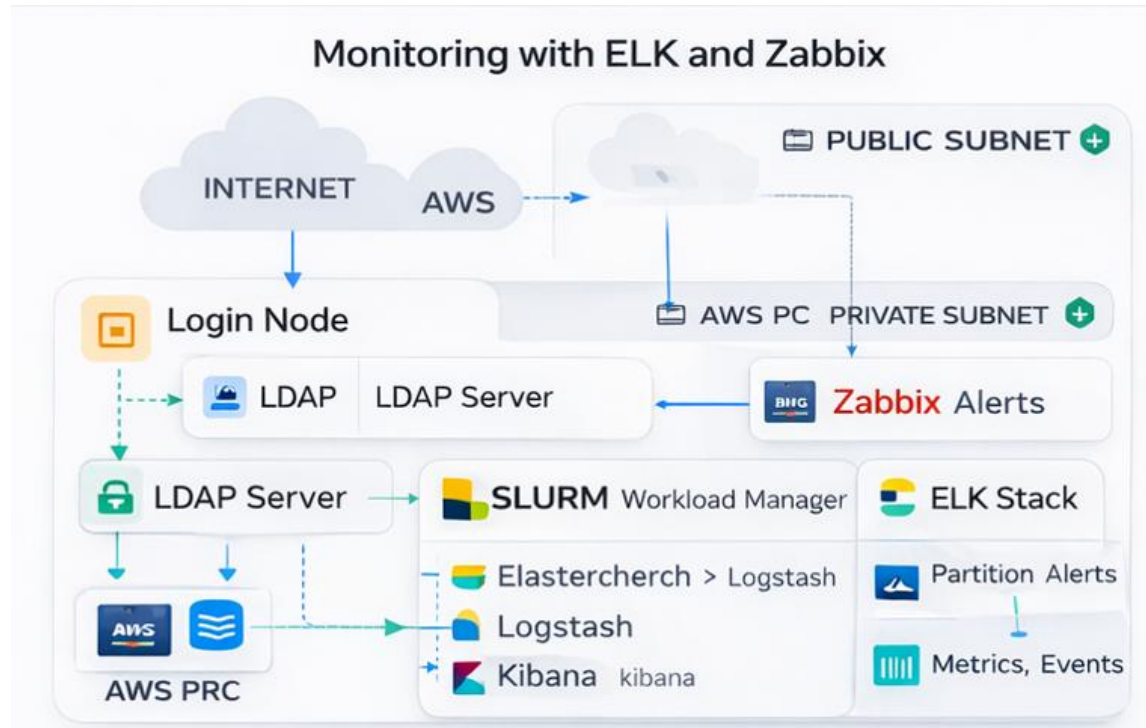 Monitoring with ELK and Zabbix
PUBLIC SUBNET
INTERNET
AWS
AWS PC PRIVATE SUBNET
Login Node
LDAP
LDAP Server
BHG
Zabbix Alerts
LDAP Server
SLURM Workload Manager
ELK Stack
Elastercherch > Logstash
Partition Alerts
Logstash
AWS
Metrics, Events
Kibana kibana
AWS PRC